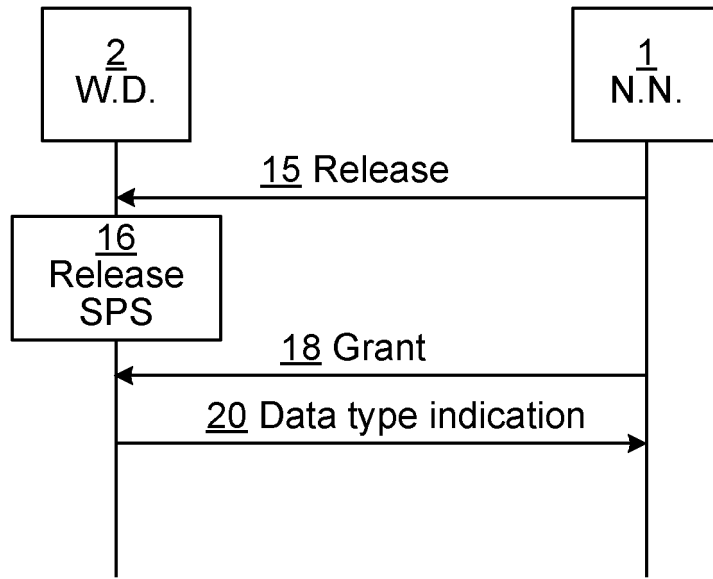 2
W.D.
1
N.N.
15 Release
16
Release
SPS
18 Grant
20 Data type indication